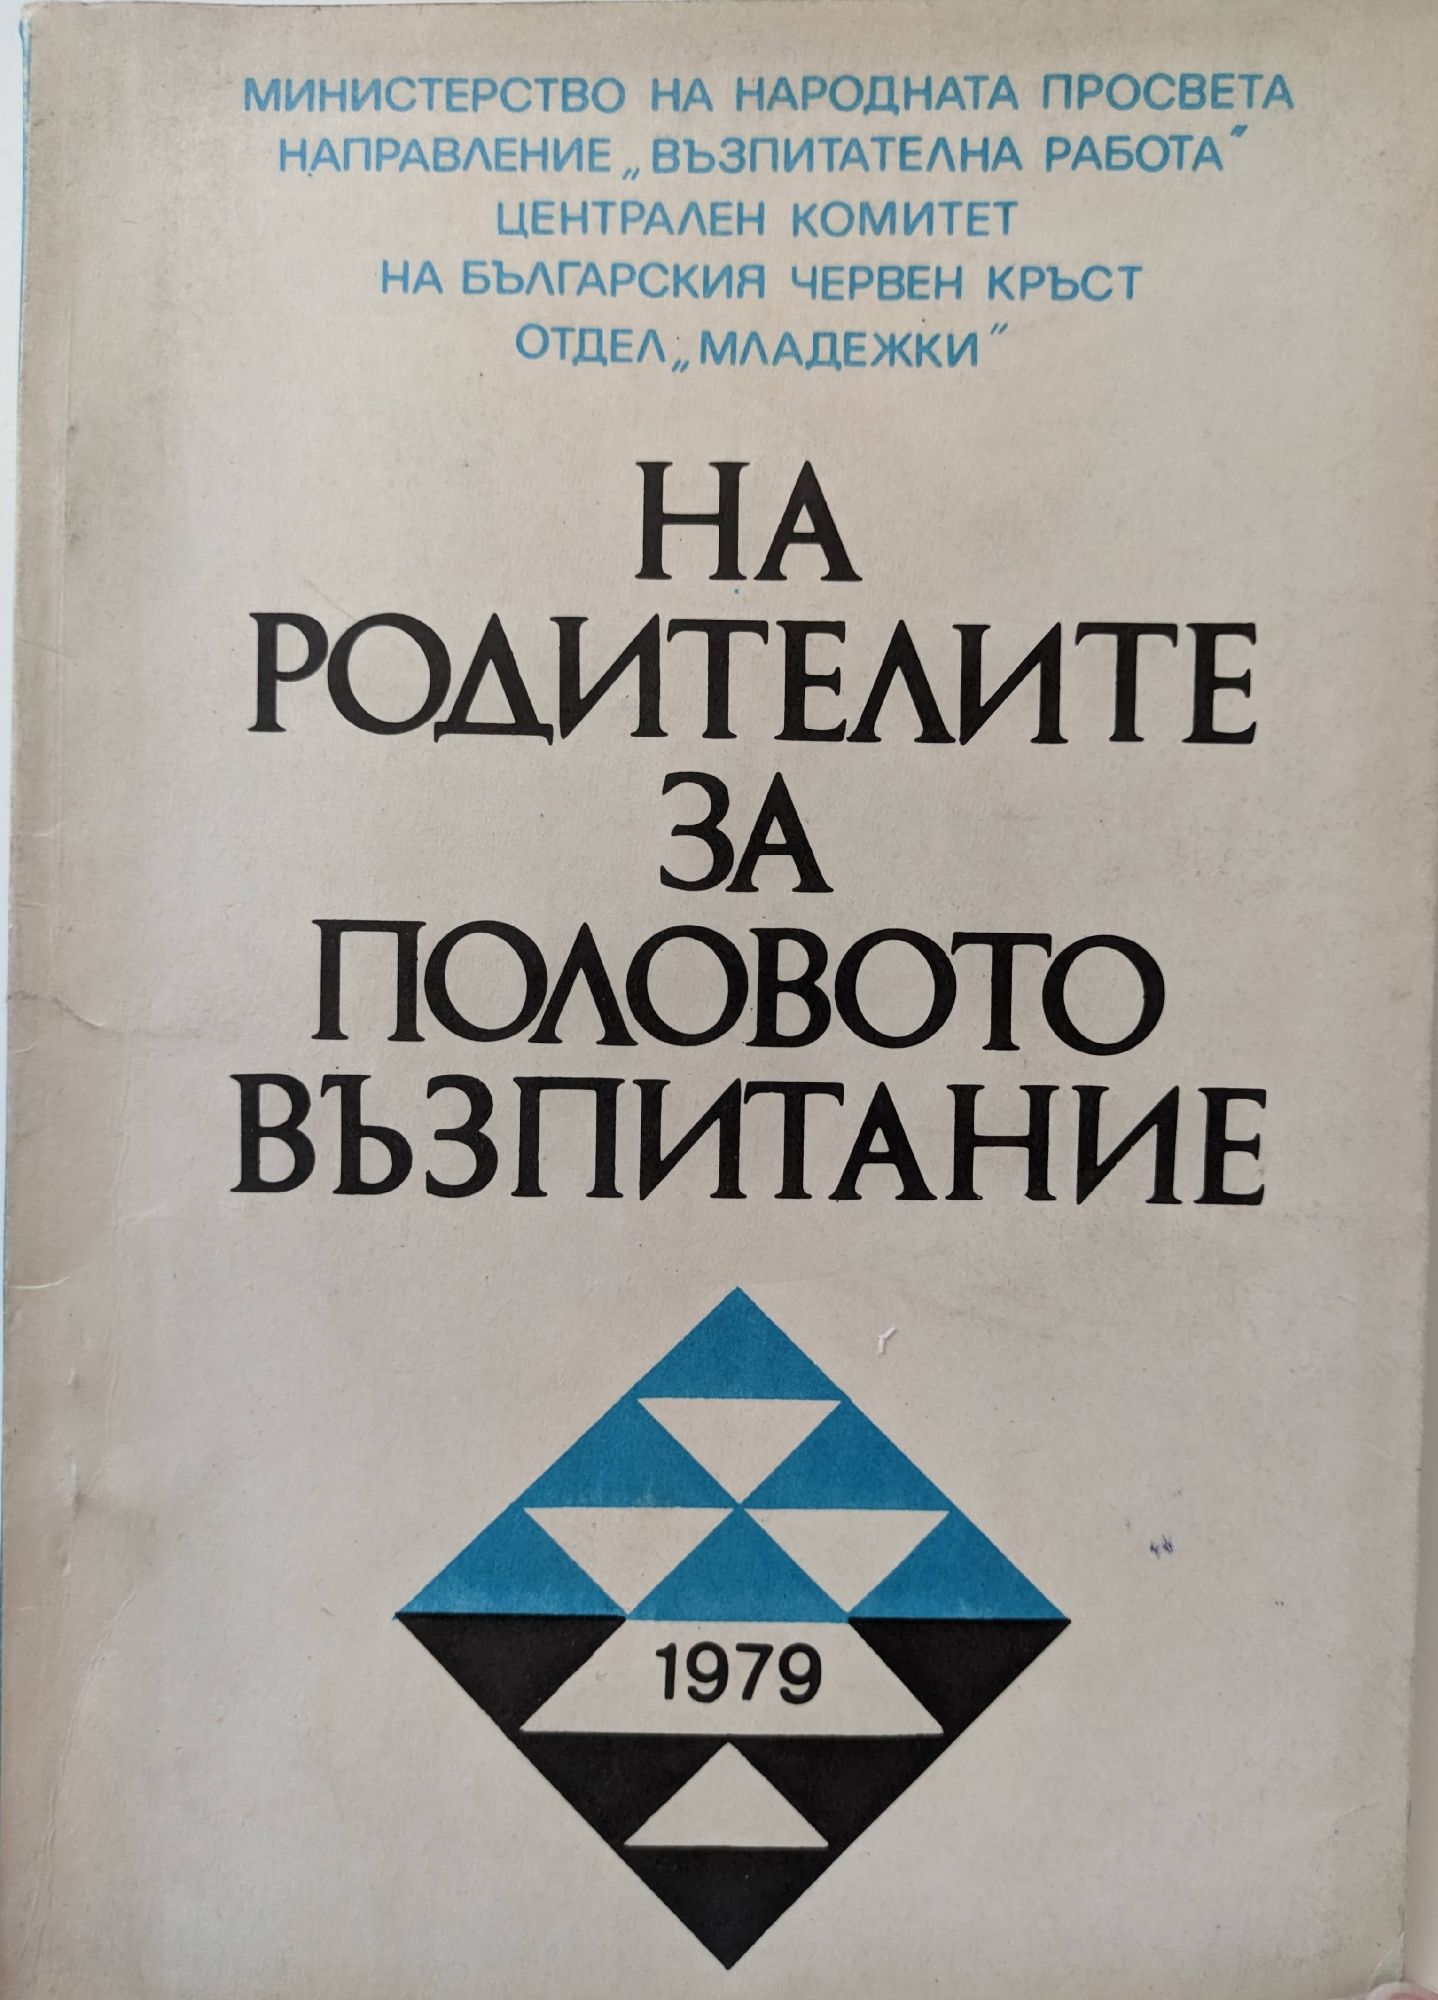 МИНИСТЕРСТВО НА НАРОДНАТА ПРОСВЕТА
НАПРАВЛЕНИЕ „ВЪЗПИТАТЕЛНА РАБОТА"
ЦЕНТРАЛЕН КОМИТЕТ
НА БЪЛГАРСКИЯ ЧЕРВЕН КРЪСТ
ОТДЕЛ „МЛАДЕЖКИ"
НА
РОДИТЕЛИТЕ
ЗА
ПОЛОВОТО
ВЪЗПИТАНИЕ
1979